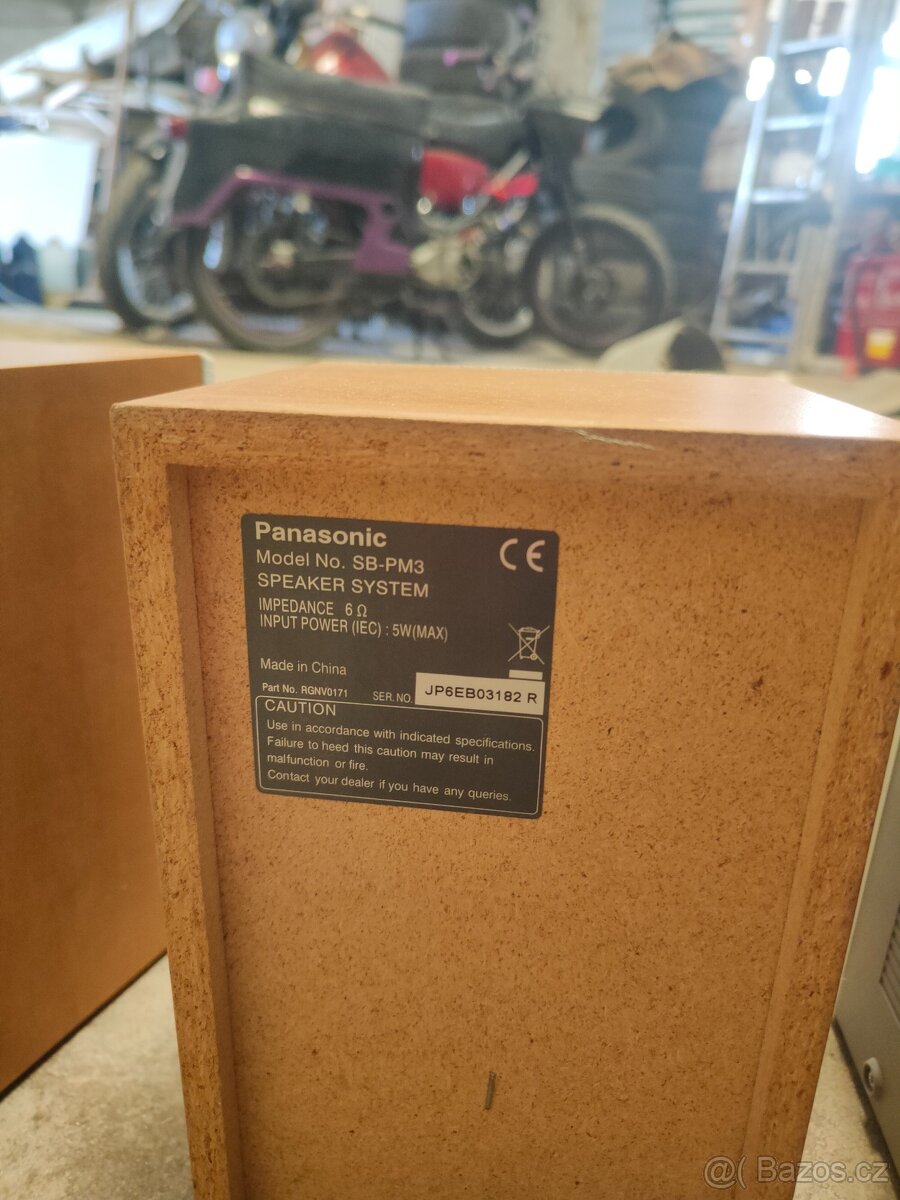 Panasonic
CE
Model No. SB-PM3
SPEAKER SYSTEM
IMPEDANCE 6 Ω
INPUT POWER (IEC) : 5W(MAX)
Made in China
Part No. RGNV0171 SER. NO. JP6EB03182 R
CAUTION
Use in accordance with indicated specifications.
Failure to heed this caution may result in
malfunction or fire.
Contact your dealer if you have any queries.
@( Bazos.cz